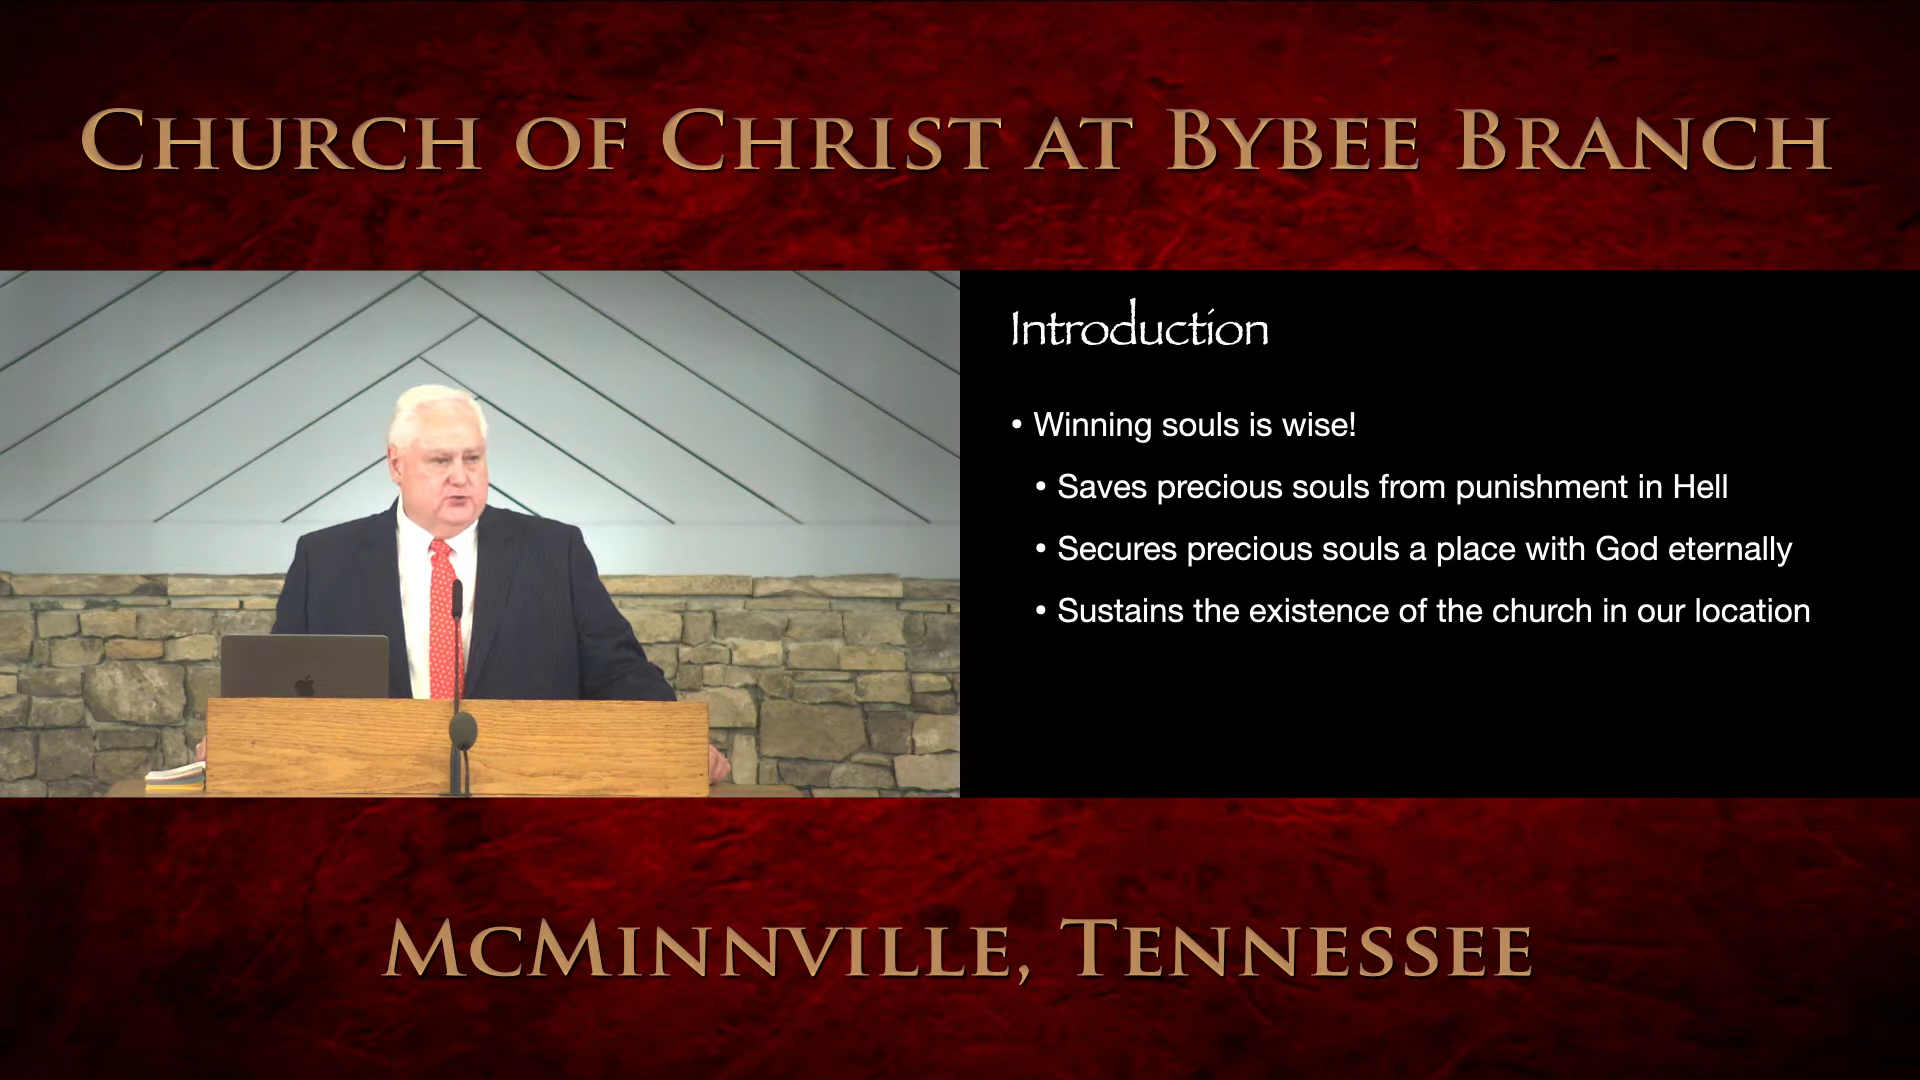 CHURCH OF CHRIST AT BYBEE BRANCH
Introduction
• Winning souls is wise!
• Saves precious souls from punishment in Hell
• Secures precious souls a place with God eternally
• Sustains the existence of the church in our location
MCMINNVILLE, TENNESSEE